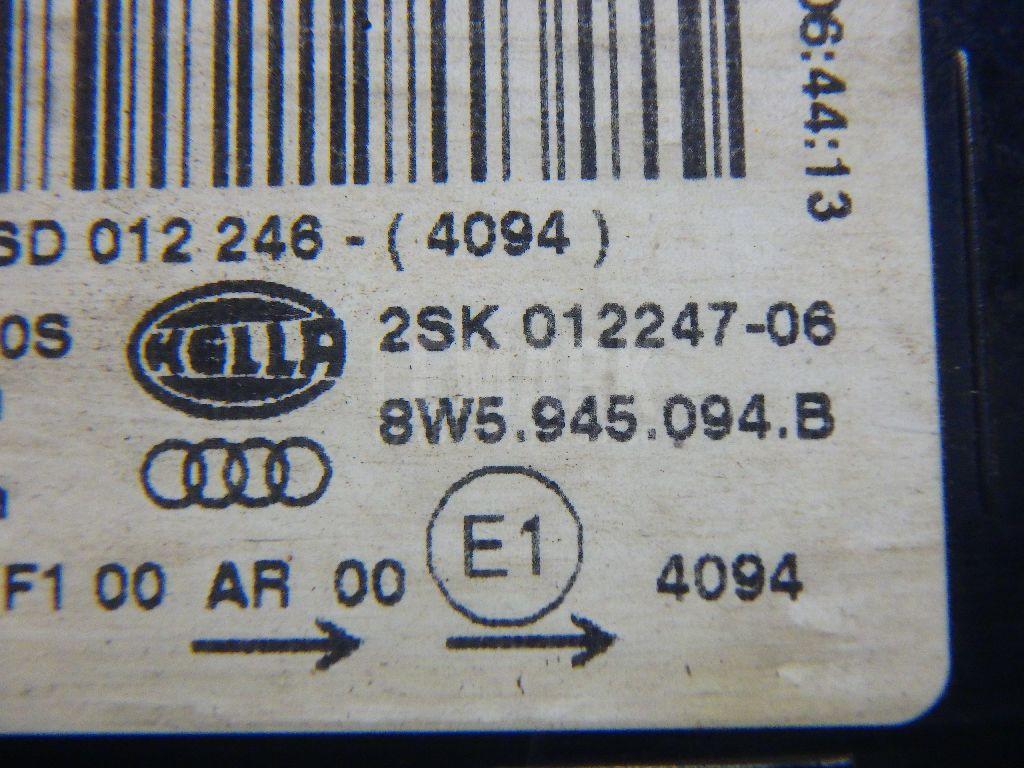 06:44:13
SD 012 246 - ( 4094 )
0S
HELLA
2SK 012247-06
8W5.945.094.B
E1
F1 00 AR 00
4094